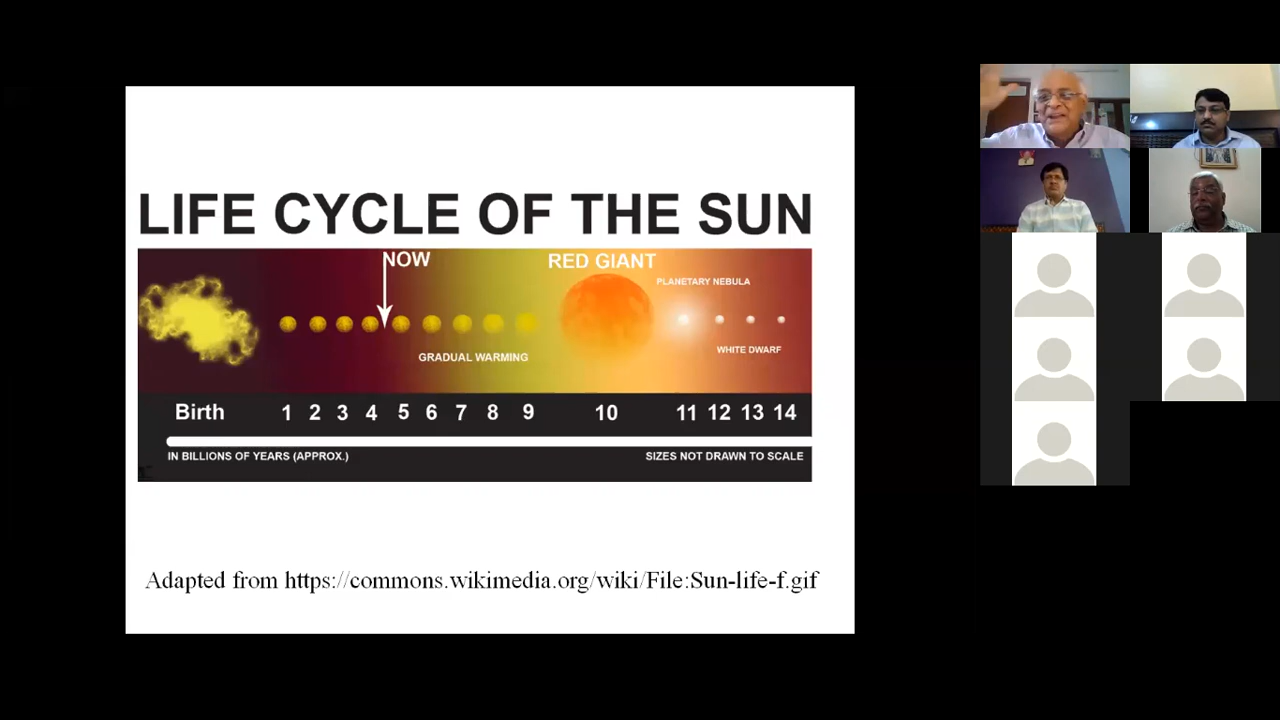 LIFE CYCLE OF THE SUN
NOW
RED GIANT
PLANETARY NEBULA
GRADUAL WARMING
WHITE DWARF
Birth 1 2 3 4 5 6 7 8 9 10 11 12 13 14
IN BILLIONS OF YEARS (APPROX.) SIZES NOT DRAWN TO SCALE
Adapted from https://commons.wikimedia.org/wiki/File:Sun-life-f.gif